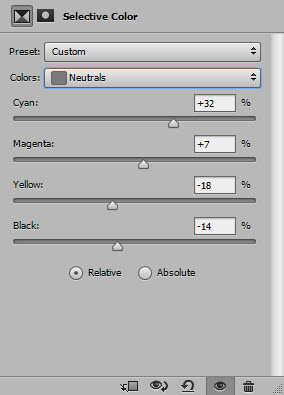 Selective Color
Preset: Custom
Colors: Neutrals
Cyan: +32 %
Magenta: +7 %
Yellow: -18 %
Black: -14 %
Relative Absolute